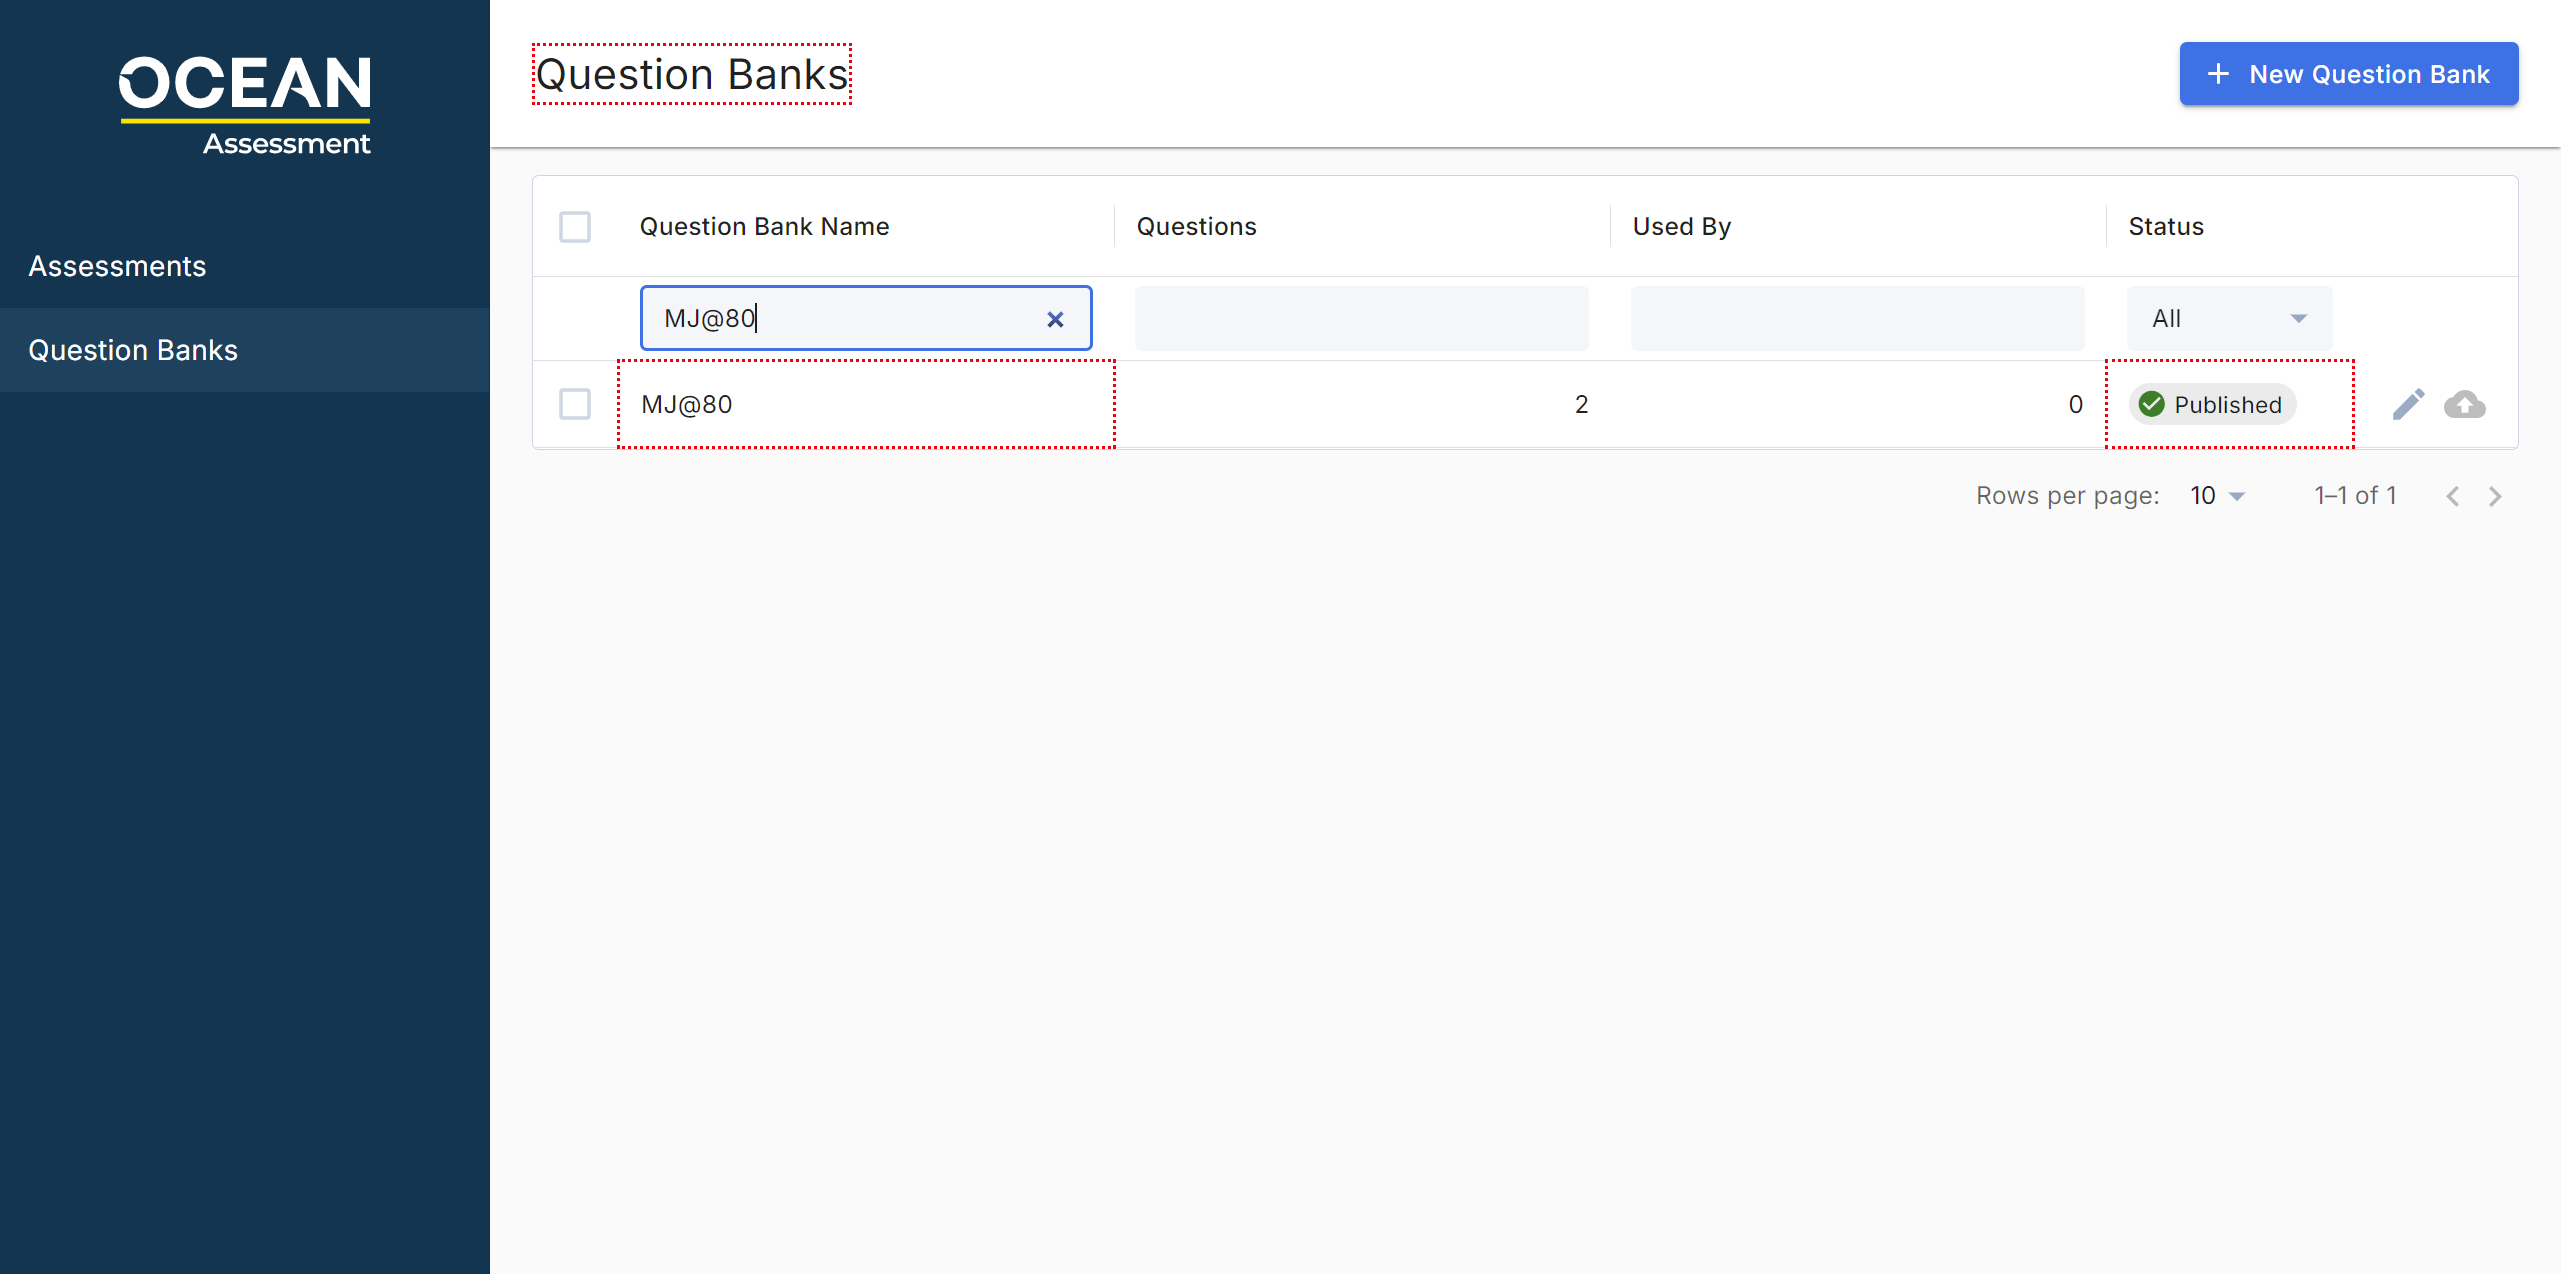 OCEAN
Assessment
Assessments
Question Banks
Question Banks
+ New Question Bank
Question Bank Name Questions Used By Status
MJ@80 All
MJ@80 2 0 Published
Rows per page: 10 1–1 of 1